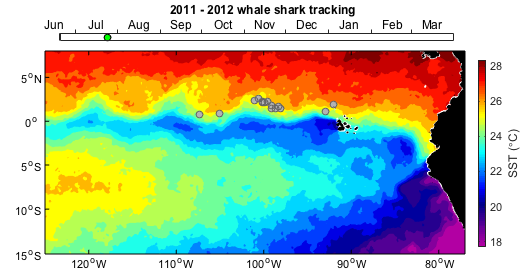 2011 - 2012 whale shark tracking
Jun Jul Aug Sep Oct Nov Dec Jan Feb Mar
5°N
0°
5°S
10°S
15°S
120°W 110°W 100°W 90°W 80°W
28
26
24
22
20
18
SST (°C)